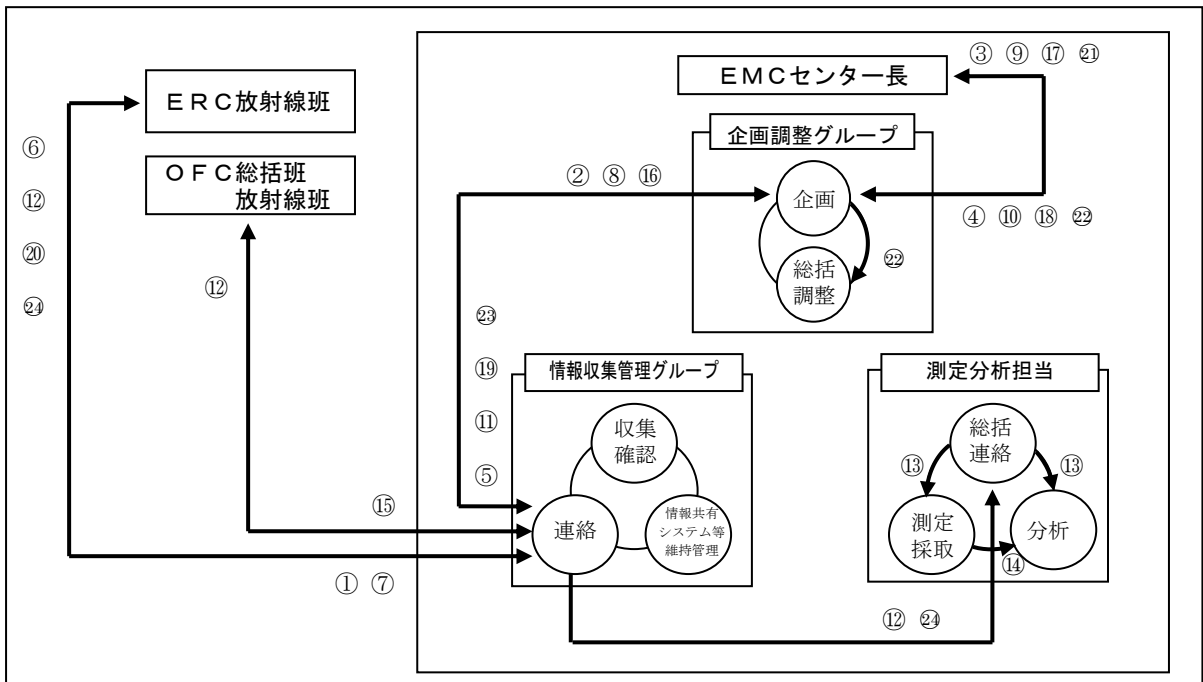 ERC放射線班
OFC総括班
放射線班
⑥
⑫
⑳
㉔
⑫
⑮
① ⑦
EMCセンター長
③ ⑨ ⑰ ㉑
企画調整グループ
② ⑧ ⑯
企画
④ ⑩ ⑱ ㉒
㉒
総括
調整
㉓
⑲
⑪
⑤
情報収集管理グループ
収集
確認
連絡
情報共有
システム等
維持管理
測定分析担当
総括
連絡
⑬
⑬
測定
採取
分析
⑭
⑫ ㉔